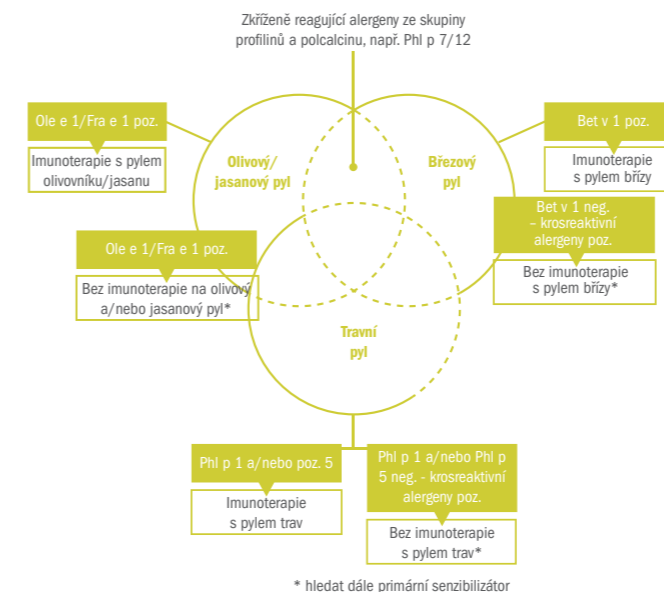 Zkříženě reagující alergeny ze skupiny
profilinů a polcalcinu, např. Phl p 7/12
Ole e 1/Fra e 1 poz.
Imunoterapie s pylem
olivovníku/jasanu
Olivový/
jasanový pyl
Březový
pyl
Bet v 1 poz.
Imunoterapie
s pylem břízy
Bet v 1 neg.
– krosreaktivní
alergeny poz.
Bez imunoterapie
s pylem břízy*
Ole e 1/Fra e 1 poz.
Bez imunoterapie na olivový
a/nebo jasanový pyl*
Travní
pyl
Phl p 1 a/nebo poz. 5
Imunoterapie
s pylem trav
Phl p 1 a/nebo Phl p
5 neg. - krosreaktivní
alergeny poz.
Bez imunoterapie
s pylem trav*
* hledat dále primární senzibilizátor